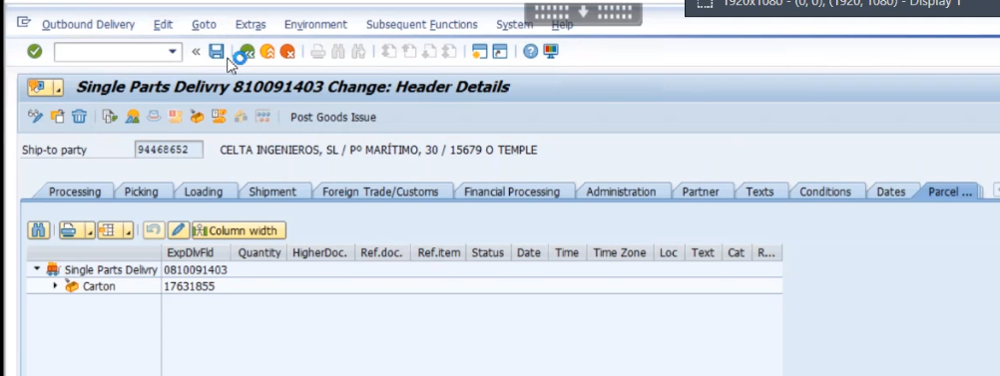 1920x1080 - (0, 0), (1920, 1080) - Display 1
Outbound Delivery Edit Goto Extras Environment Subsequent Functions System Help
Single Parts Delivry 810091403 Change: Header Details
Post Goods Issue
Ship-to party 94468652 CELTA INGENIEROS, SL / Pº MARÍTIMO, 30 / 15679 O TEMPLE
Processing Picking Loading Shipment Foreign Trade/Customs Financial Processing Administration Partner Texts Conditions Dates Parcel ...
Column width
ExpDlvFld Quantity HigherDoc. Ref.doc. Ref.item Status Date Time Time Zone Loc Text Cat R...
Single Parts Delivry 0810091403
Carton 17631855